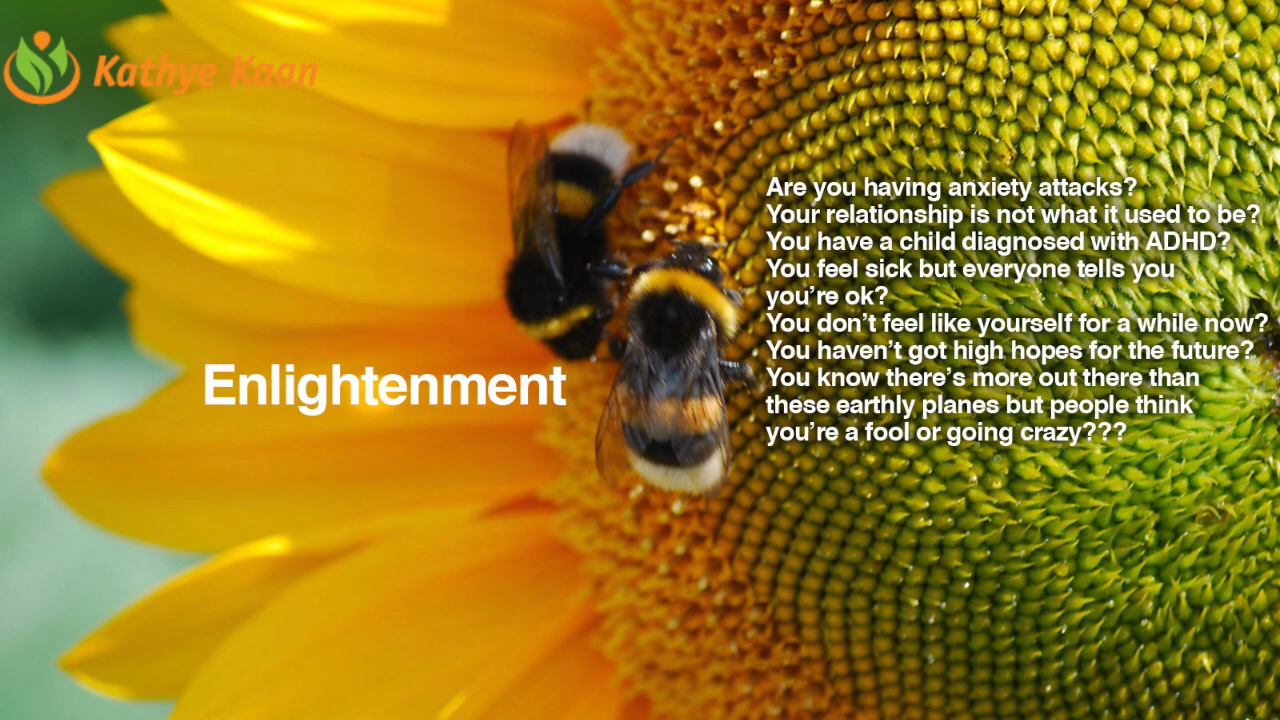 Kathye Kaan
Enlightenment
Are you having anxiety attacks?
Your relationship is not what it used to be?
You have a child diagnosed with ADHD?
You feel sick but everyone tells you
you’re ok?
You don’t feel like yourself for a while now?
You haven’t got high hopes for the future?
You know there’s more out there than
these earthly planes but people think
you’re a fool or going crazy???